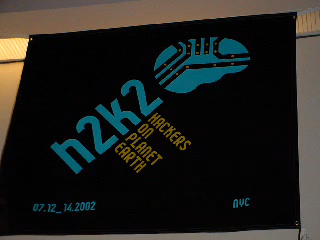 h2k2
HACKERS
ON
PLANET
EARTH
07.12_14.2002
NYC